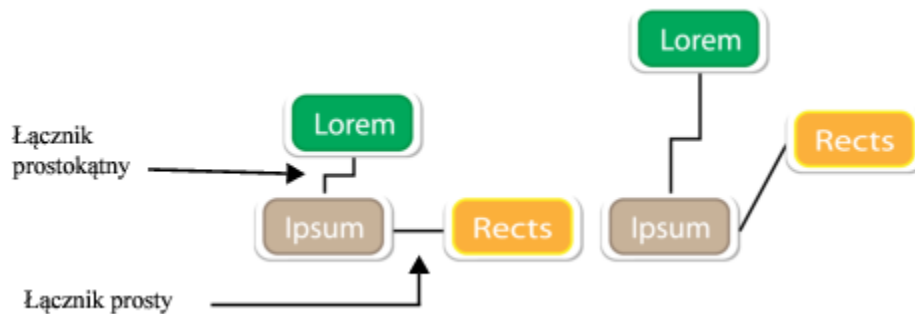 Lorem
Lorem
Łącznik
prostokątny
Rects
Ipsum
Rects
Ipsum
Łącznik prosty